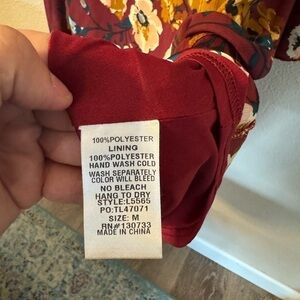 100%POLYESTER
LINING
100%POLYESTER
HAND WASH COLD
WASH SEPARATELY
COLOR WILL BLEED
NO BLEACH
HANG TO DRY
STYLE:L5565
PO:TL47071
SIZE: M
RN#130733
MADE IN CHINA